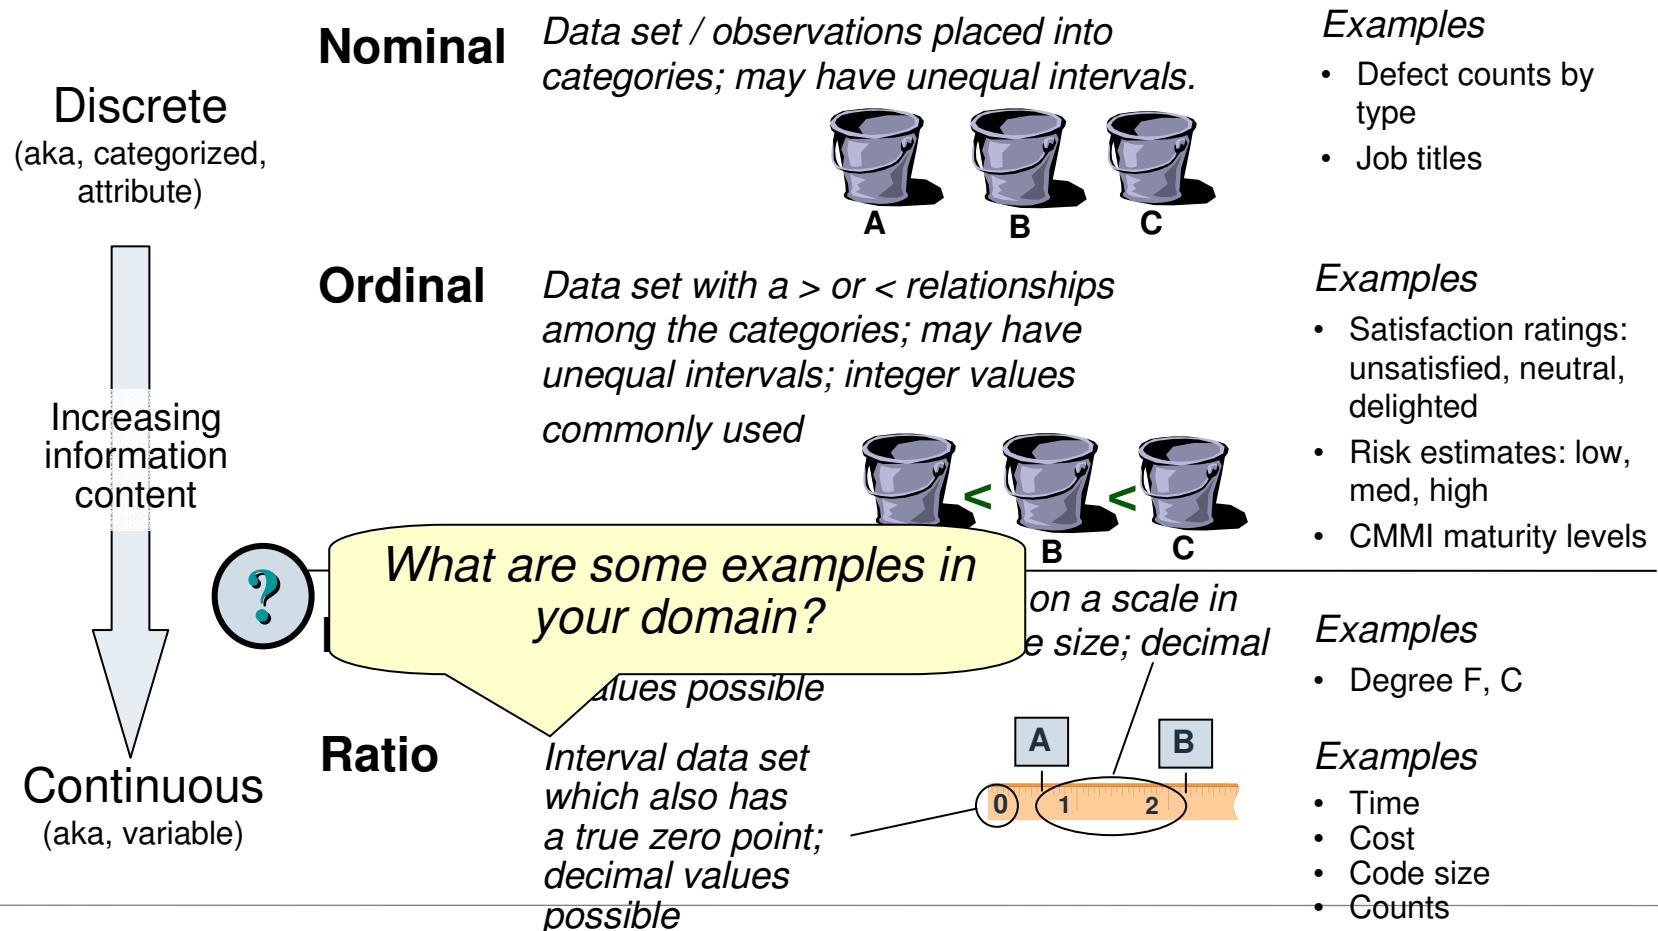 Nominal
Data set / observations placed into
categories; may have unequal intervals.
Examples
• Defect counts by
type
• Job titles
Discrete
(aka, categorized,
attribute)
A
B
C
Ordinal
Data set with a > or < relationships
among the categories; may have
unequal intervals; integer values
commonly used
Examples
• Satisfaction ratings:
unsatisfied, neutral,
delighted
• Risk estimates: low,
med, high
• CMMI maturity levels
Increasing
information
content
<
<
B
C
?
What are some examples in
your domain?
on a scale in
size; decimal
possible
Examples
• Degree F, C
Ratio
Interval data set
which also has
a true zero point;
decimal values
possible
A
B
0 1 2
Examples
• Time
• Cost
• Code size
• Counts
Continuous
(aka, variable)